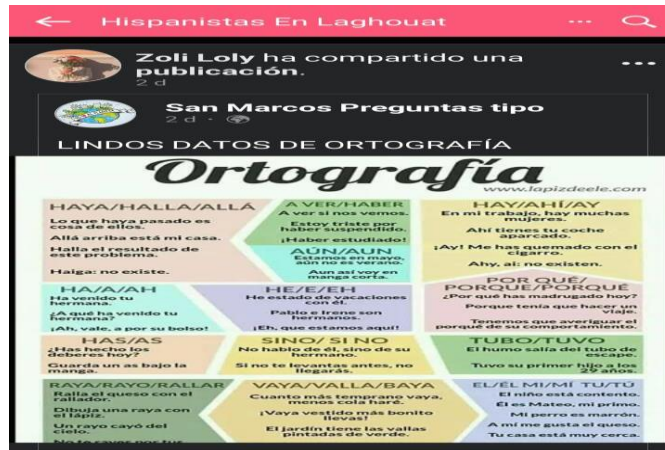 Hispanistas En Laghouat
Zoli Loly ha compartido una
publicación.
2 d
San Marcos Preguntas tipo
2 d
LINDOS DATOS DE ORTOGRAFÍA
Ortografía
www.lapizdeele.com
HAYA/HALLA/ALLÁ
Lo que haya pasado es
cosa de ellos.
Allá arriba está mi casa.
Halla el resultado de
este problema.
Haiga: no existe.
A VER/HABER
A ver si nos vemos.
Estoy triste por
haber suspendido.
¡Haber estudiado!
HAY/AHÍ/AY
En mi trabajo, hay muchas
mujeres.
Ahí tienes tu coche
aparcado.
¡Ay! Me has quemado con el
cigarro.
Ahy, ai: no existen.
AÚN/AUN
Estamos en mayo,
aún no es verano.
Aun así voy en
manga corta.
HA/A/AH
Ha venido tu
hermana.
¿A qué ha venido tu
hermana?
¡Ah, vale, a por su bolso!
HE/E/EH
He estado de vacaciones
con él.
Pablo e Irene son
hermanos.
¡Eh, que estamos aquí!
POR QUÉ/
PORQUE/PORQUÉ
¿Por qué has madrugado hoy?
Porque tenía que hacer un
viaje.
Tenemos que averiguar el
porqué de su comportamiento.
HAS/AS
¿Has hecho los
deberes hoy?
Guarda un as bajo la
manga.
SINO/ SI NO
No hablo de él, sino de su
hermano.
Si no te levantas antes, no
llegarás.
TUBO/TUVO
El humo salía del tubo de
escape.
Tuvo su primer hijo a los
29 años.
RAYA/RAYO/RALLAR
Ralla el queso con el
rallador.
Dibuja una raya con
el lápiz.
Un rayo cayó del
cielo.
VAYA/VALLA/BAYA
Cuanto más temprano vaya,
menos cola haré.
¡Vaya vestido más bonito
llevas!
El jardín tiene las vallas
pintadas de verde.
EL/ÉL MI/MÍ TU/TÚ
El niño está contento.
Él es Mateo, mi primo.
Mi perro es marrón.
A mí me gusta el queso.
Tu casa está muy cerca.